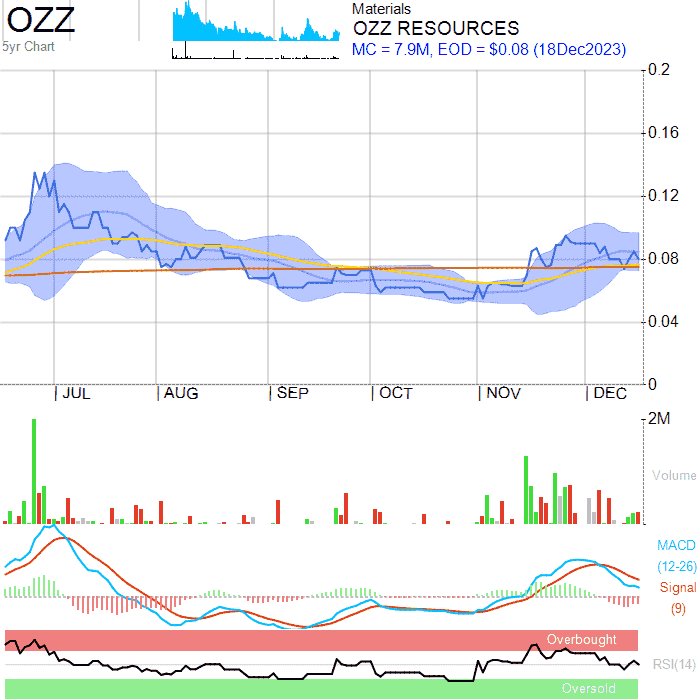 OZZ
5yr Chart
Materials
OZZ RESOURCES
MC = 7.9M, EOD = $0.08 (18Dec2023)
0.2
0.16
0.12
0.08
0.04
0
JUL AUG SEP OCT NOV DEC
2M
Volume
MACD
(12-26)
Signal
(9)
Overbought
RSI(14)
Oversold